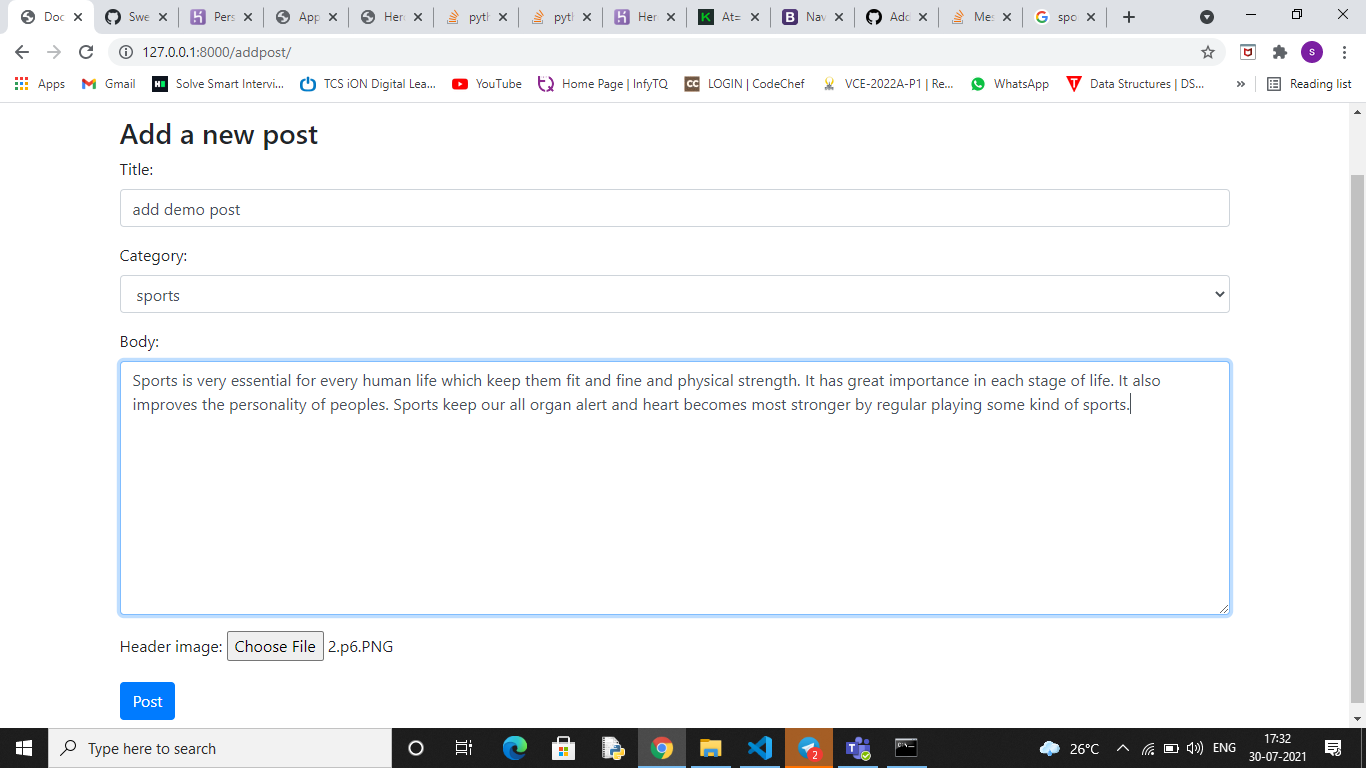 Doc Swe Pers App Her pyth pyth Her At= Nav Adc Mes spo
127.0.0.1:8000/addpost/ s
Apps Gmail Solve Smart Intervi... TCS iON Digital Lea... YouTube Home Page | InfyTQ LOGIN | CodeChef VCE-2022A-P1 | Re... WhatsApp Data Structures | DS... » Reading list
Add a new post
Title:
add demo post
Category:
sports
Body:
Sports is very essential for every human life which keep them fit and fine and physical strength. It has great importance in each stage of life. It also
improves the personality of peoples. Sports keep our all organ alert and heart becomes most stronger by regular playing some kind of sports.
Header image: Choose File 2.p6.PNG
Post
Type here to search 2 26°C ENG 17:32
30-07-2021